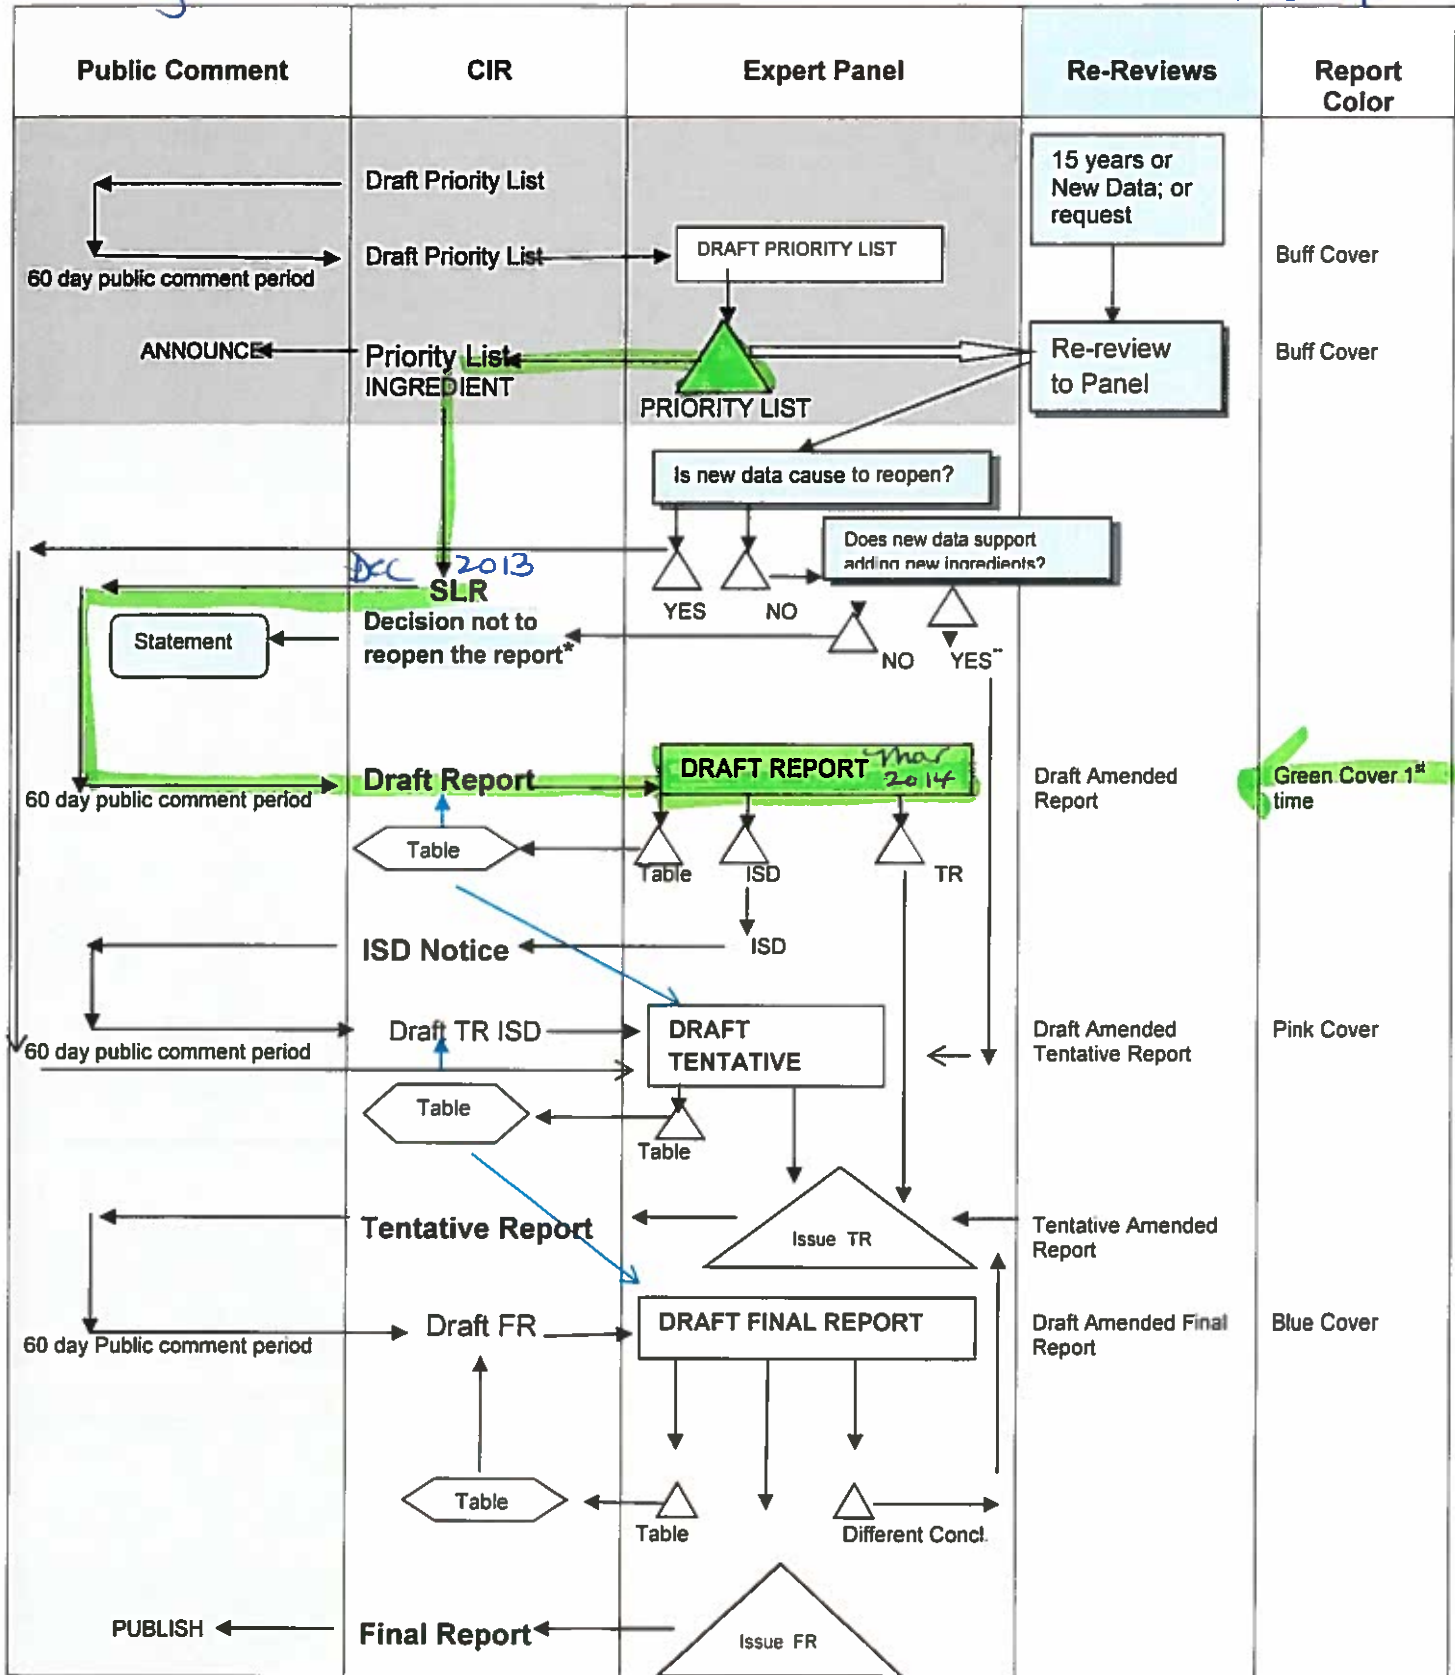 Public Comment
CIR
Expert Panel
Re-Reviews
Report
Color
Draft Priority List
15 years or
New Data; or
request
60 day public comment period
Draft Priority List
DRAFT PRIORITY LIST
Buff Cover
ANNOUNCE
Priority List
INGREDIENT
PRIORITY LIST
Re-review
to Panel
Buff Cover
Is new data cause to reopen?
Does new data support
adding new ingredients?
Dec 2013
SLR
YES
NO
Statement
Decision not to
reopen the report*
NO
YES**
60 day public comment period
Draft Report
DRAFT REPORT
Mar
2014
Draft Amended
Report
Green Cover 1st
time
Table
Table
ISD
TR
ISD Notice
ISD
60 day public comment period
Draft TR ISD
DRAFT
TENTATIVE
Draft Amended
Tentative Report
Pink Cover
Table
Table
Tentative Report
Issue TR
Tentative Amended
Report
60 day Public comment period
Draft FR
DRAFT FINAL REPORT
Draft Amended Final
Report
Blue Cover
Table
Table
Different Concl.
PUBLISH
Final Report
Issue FR